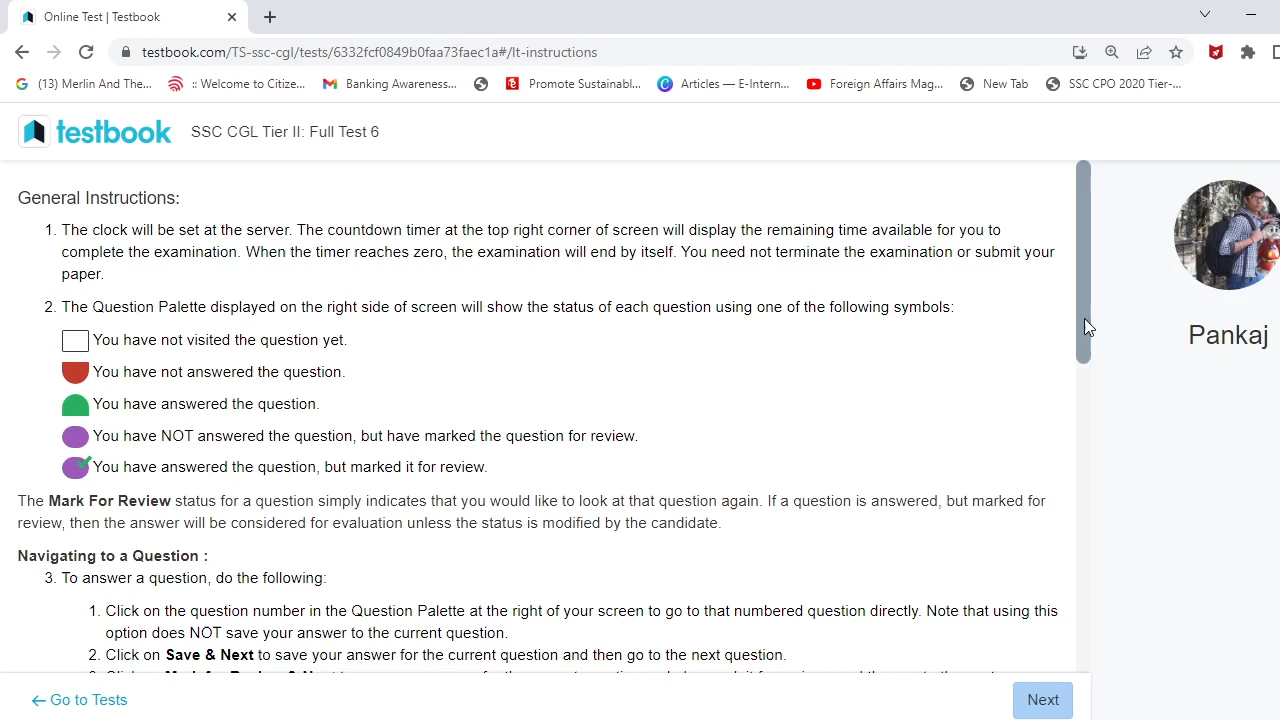 Online Test | Testbook
testbook.com/TS-ssc-cgl/tests/6332fcf0849b0faa73faec1a#/lt-instructions
(13) Merlin And The... :: Welcome to Citize... Banking Awareness... Promote Sustainabl... Articles — E-Intern... Foreign Affairs Mag... New Tab SSC CPO 2020 Tier-...
testbook SSC CGL Tier II: Full Test 6
General Instructions:
1. The clock will be set at the server. The countdown timer at the top right corner of screen will display the remaining time available for you to
complete the examination. When the timer reaches zero, the examination will end by itself. You need not terminate the examination or submit your
paper.
2. The Question Palette displayed on the right side of screen will show the status of each question using one of the following symbols:
You have not visited the question yet.
You have not answered the question.
You have answered the question.
You have NOT answered the question, but have marked the question for review.
You have answered the question, but marked it for review.
The Mark For Review status for a question simply indicates that you would like to look at that question again. If a question is answered, but marked for
review, then the answer will be considered for evaluation unless the status is modified by the candidate.
Navigating to a Question :
3. To answer a question, do the following:
1. Click on the question number in the Question Palette at the right of your screen to go to that numbered question directly. Note that using this
option does NOT save your answer to the current question.
2. Click on Save & Next to save your answer for the current question and then go to the next question.
Pankaj
← Go to Tests
Next